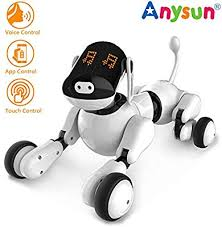 Anysun®
Voice Control
App Control
Touch Control